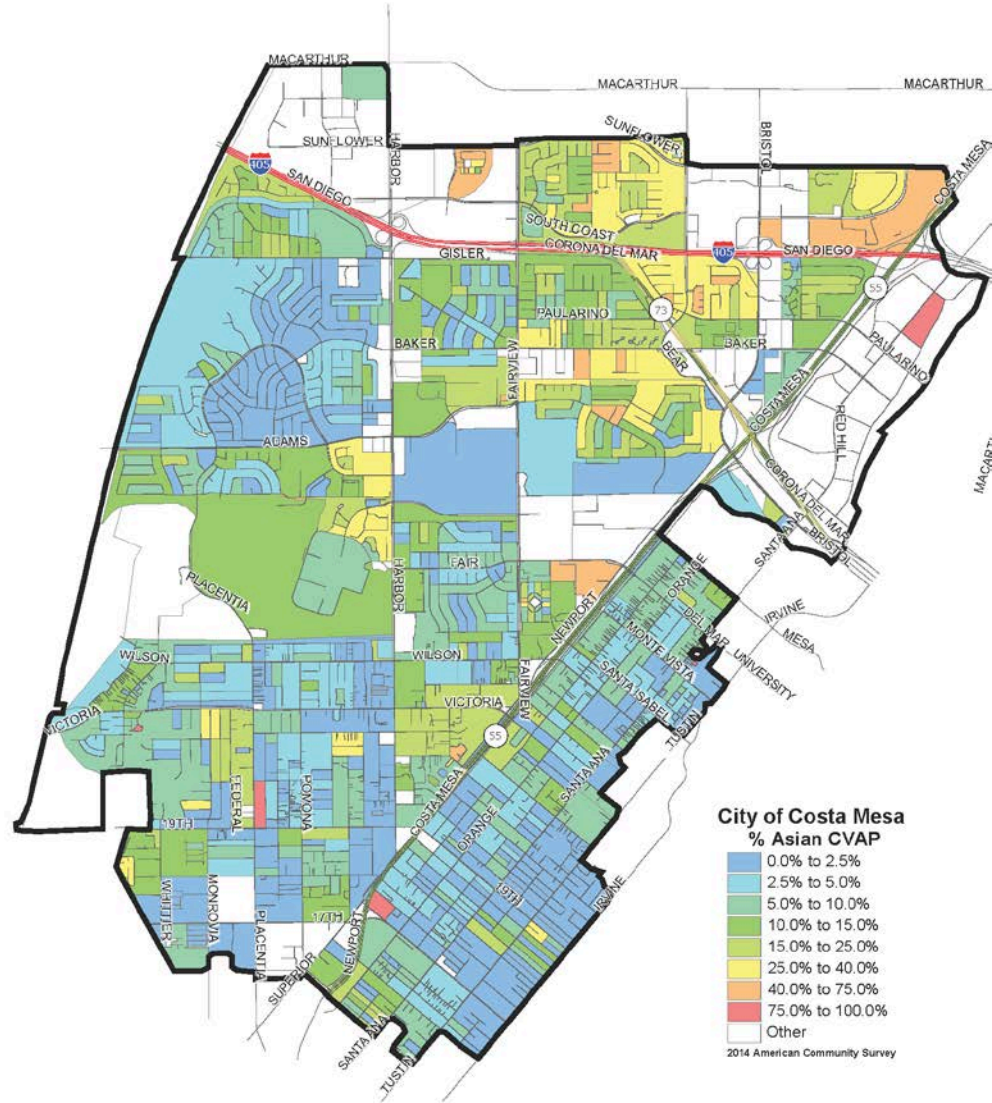 MACARTHUR
MACARTHUR
MACARTHUR
SUNFLOWER
HARBOR
SUNFLOWER
BRISTOL
COSTA MESA
405
SAN DIEGO
SOUTH COAST
GISLER
CORONA DEL MAR
405
SAN DIEGO
55
73
PAULARINO
BAKER
FAIRVIEW
BEAR
BAKER
PAULARINO
COSTA MESA
RED HILL
ADAMS
MACARTH
CORONA DEL MAR
SANTA ANA
BRISTOL
PLACENTIA
HARBOR
FAIR
NEWPORT
ORANGE
IRVINE
MESA
DEL MAR
UNIVERSITY
MONTE VISTA
SANTA ISABEL
WILSON
WILSON
FAIRVIEW
VICTORIA
VICTORIA
TUSTIN
55
SANTA ANA
FEDERAL
POMONA
COSTA MESA
ORANGE
19TH
19TH
IRVINE
WHITTIER
MONROVIA
PLACENTIA
17TH
NEWPORT
SUPERIOR
SANTA ANA
TUSTIN
City of Costa Mesa
% Asian CVAP
0.0% to 2.5%
2.5% to 5.0%
5.0% to 10.0%
10.0% to 15.0%
15.0% to 25.0%
25.0% to 40.0%
40.0% to 75.0%
75.0% to 100.0%
Other
2014 American Community Survey